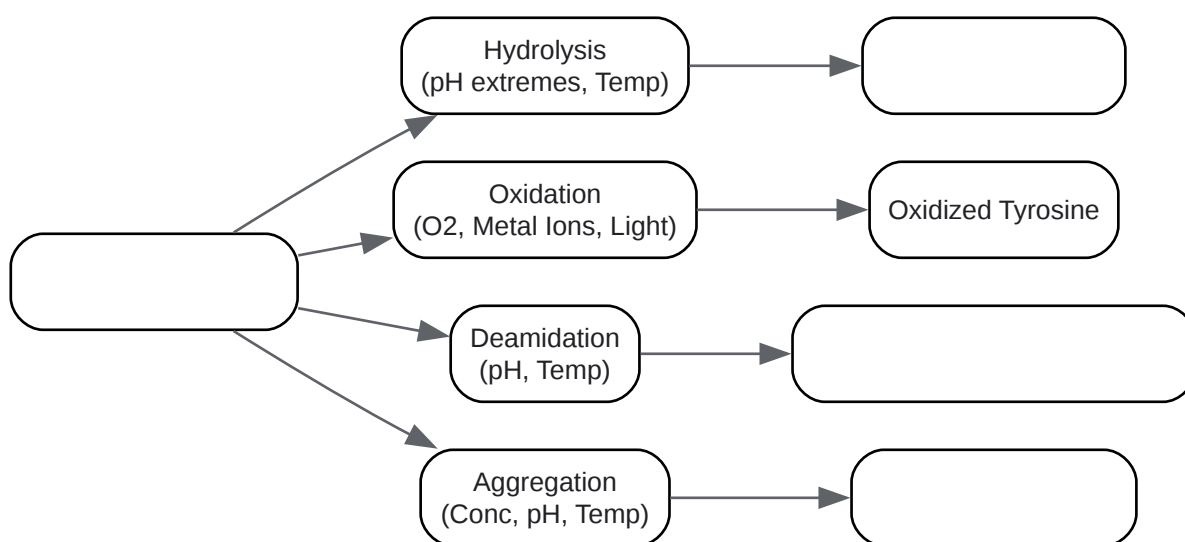 Hydrolysis
(pH extremes, Temp)
Oxidation
(O2, Metal Ions, Light)
Oxidized Tyrosine
Deamidation
(pH, Temp)
Aggregation
(Conc, pH, Temp)